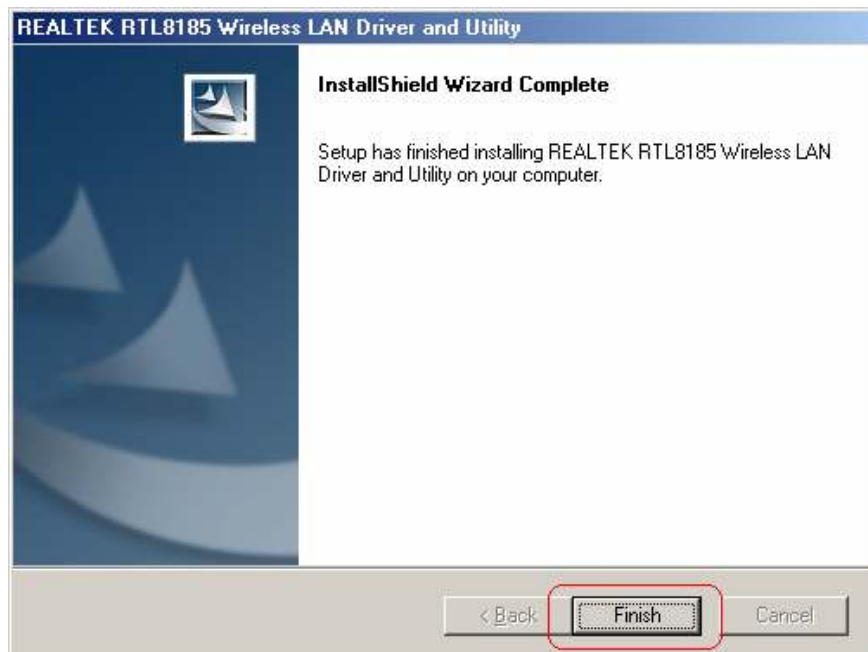 REALTEK RTL8185 Wireless LAN Driver and Utility
InstallShield Wizard Complete
Setup has finished installing REALTEK RTL8185 Wireless LAN
Driver and Utility on your computer.
< Back Finish Cancel